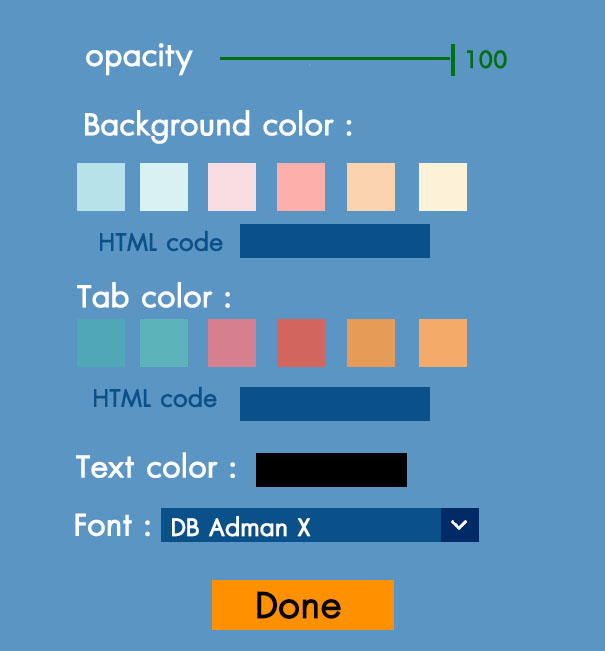 opacity 100
Background color :
HTML code
Tab color :
HTML code
Text color :
Font : DB Adman X
Done